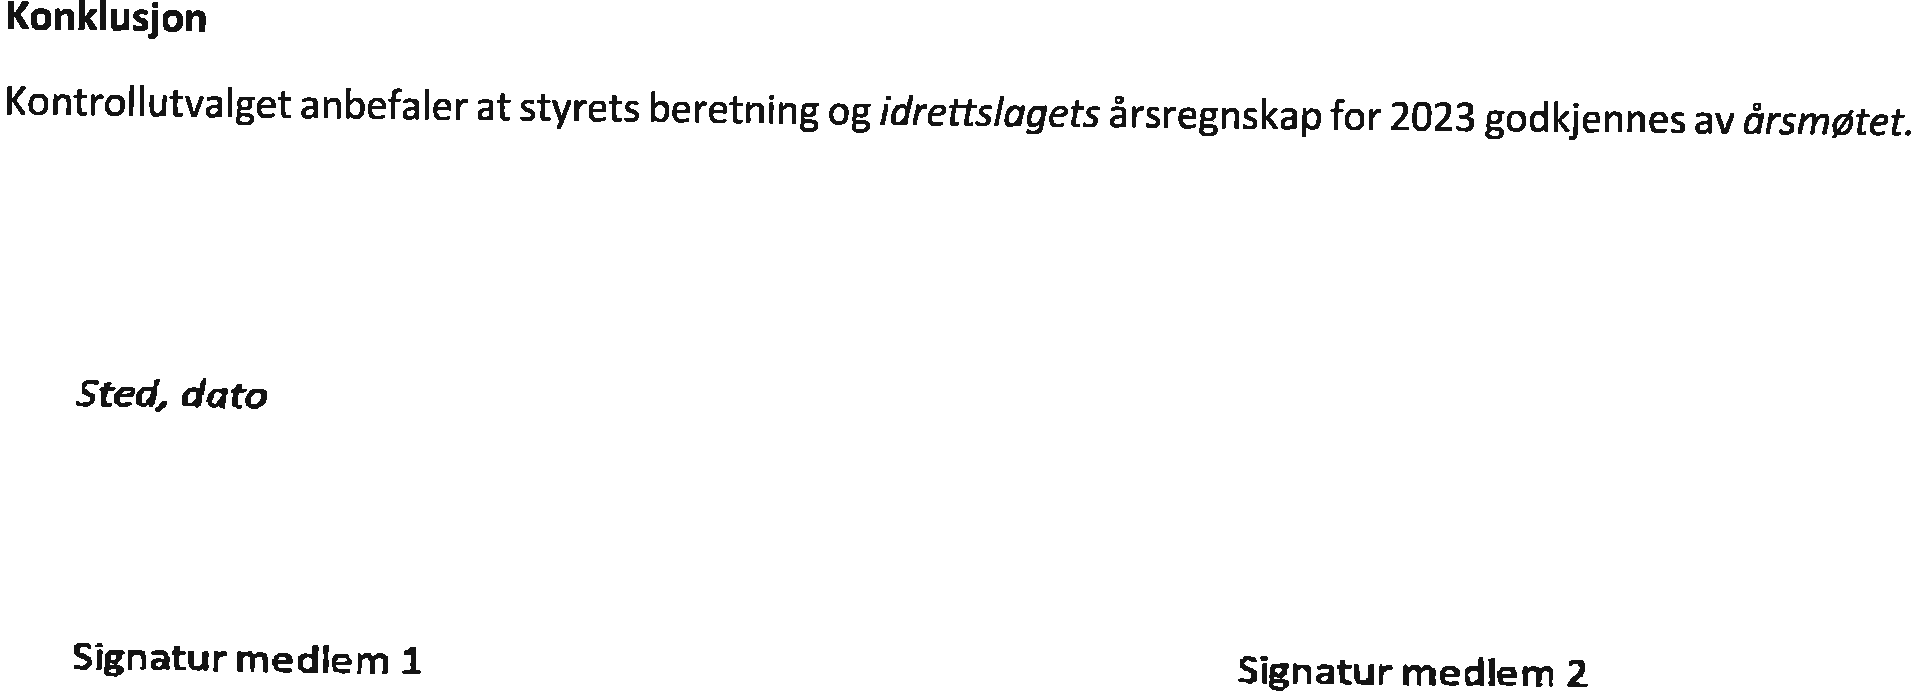 Konklusjon
Kontrollutvalget anbefaler at styrets beretning og idrettslagets årsregnskap for 2023 godkjennes av årsmøtet.
Sted, dato
Signatur medlem 1
Signatur medlem 2